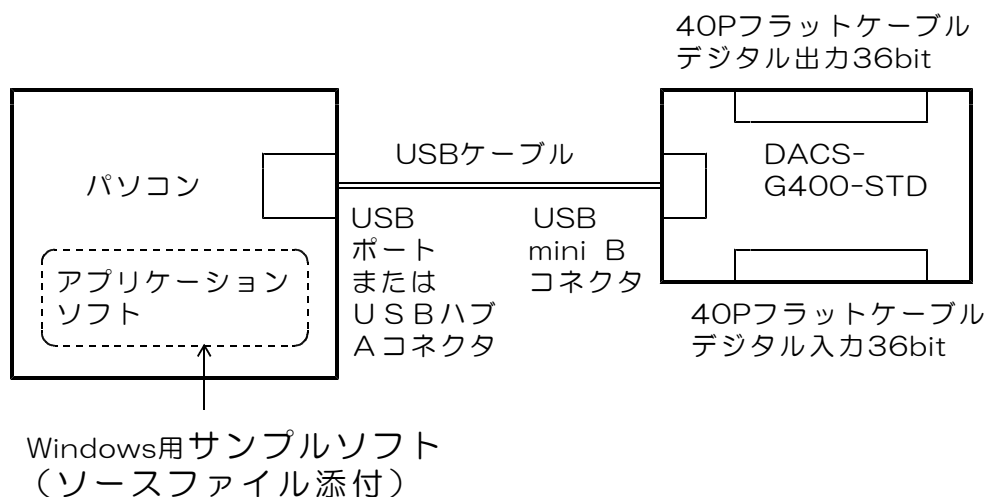 40Pフラットケーブル
デジタル出力36bit
USBケーブル
DACS-
G400-STD
パソコン
USB
ポート
または
ＵＳＢハブ
Ａコネクタ
USB
mini B
コネクタ
アプリケーション
ソフト
40Pフラットケーブル
デジタル入力36bit
Windows用サンプルソフト
（ソースファイル添付）